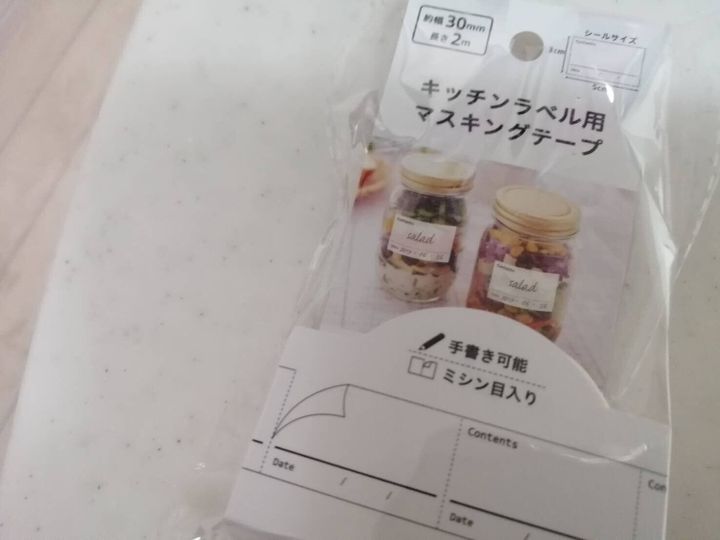 約幅30mm
長さ2m
シールサイズ
3cm
5cm
キッチンラベル用
マスキングテープ
salad
salad
手書き可能
ミシン目入り
Contents
Con
Date / /
Date /